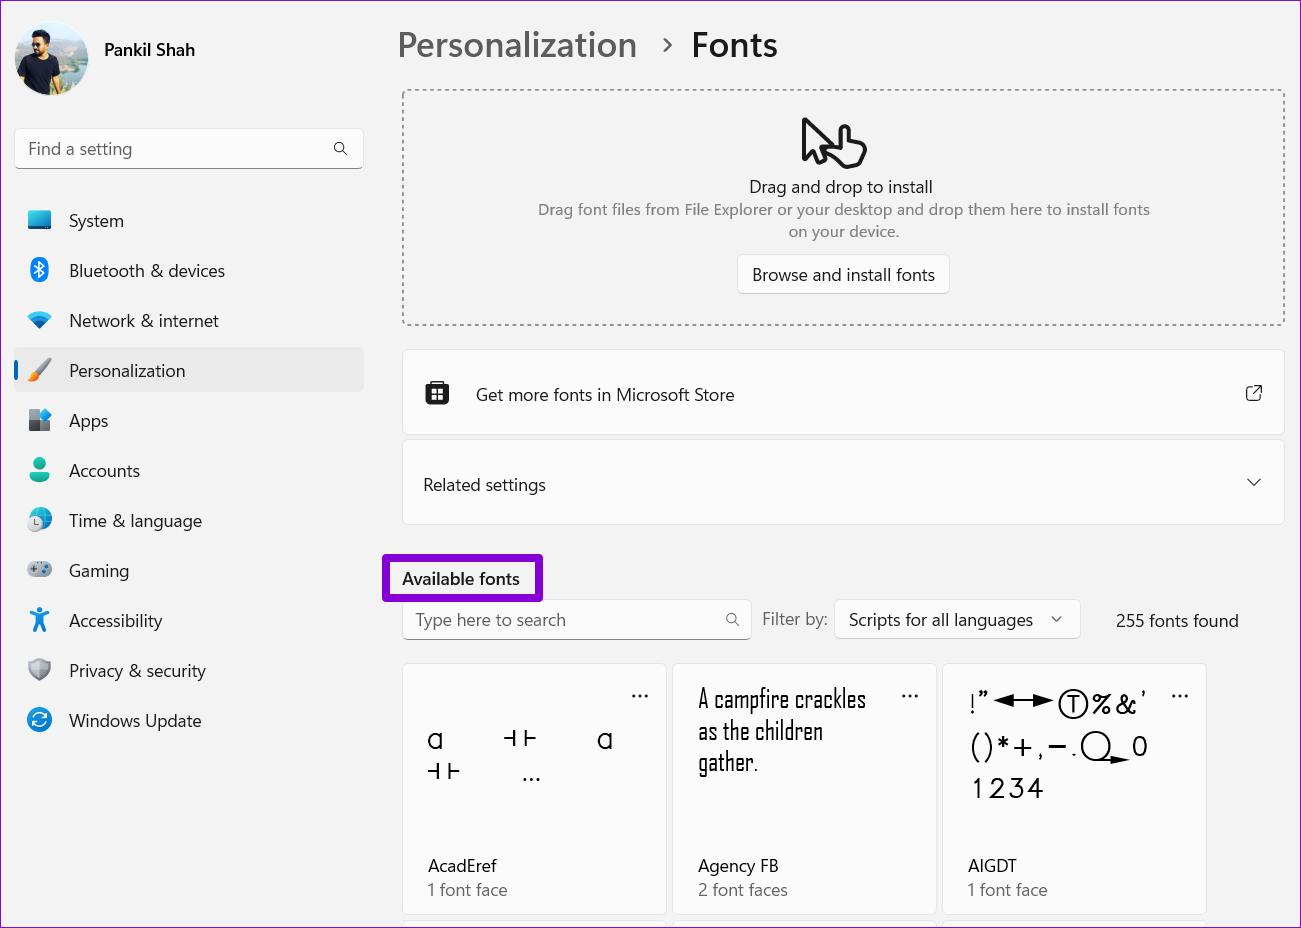 Pankil Shah
Find a setting
System
Bluetooth & devices
Network & internet
Personalization
Apps
Accounts
Time & language
Gaming
Accessibility
Privacy & security
Windows Update
Personalization > Fonts
Drag and drop to install
Drag font files from File Explorer or your desktop and drop them here to install fonts
on your device.
Browse and install fonts
Get more fonts in Microsoft Store
Related settings
Available fonts
Type here to search
Filter by: Scripts for all languages
255 fonts found
a ⊣⊢ a
⊣⊢ ...
AcadEref
1 font face
A campfire crackles
as the children
gather.
Agency FB
2 font faces
!" ↔ Ⓣ % & '
( ) * + , - . 0
1 2 3 4
AIGDT
1 font face